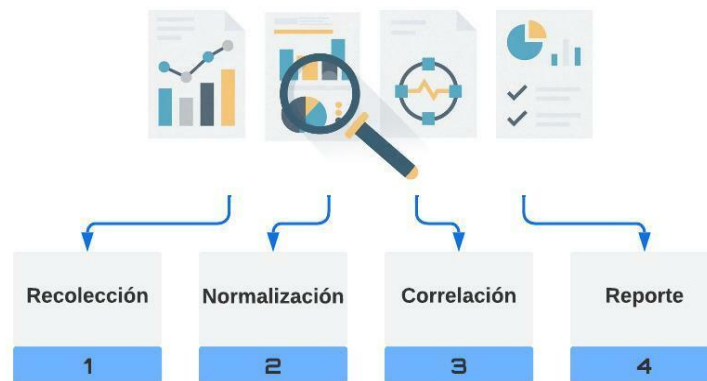 Recolección
Normalización
Correlación
Reporte
1
2
3
4